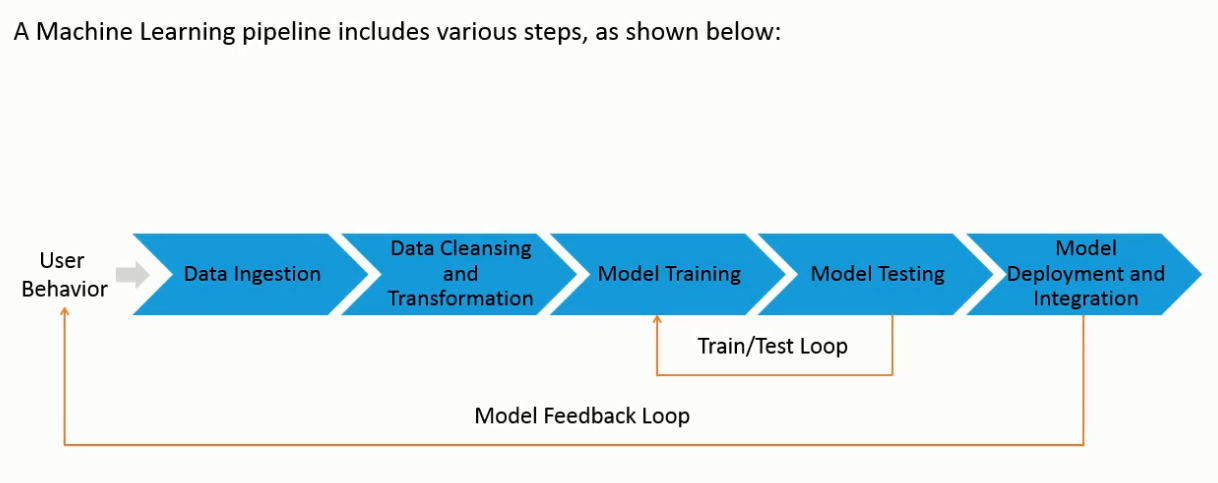 A Machine Learning pipeline includes various steps, as shown below:
User
Behavior
Data Ingestion
Data Cleansing
and
Transformation
Model Training
Model Testing
Model
Deployment and
Integration
Train/Test Loop
Model Feedback Loop